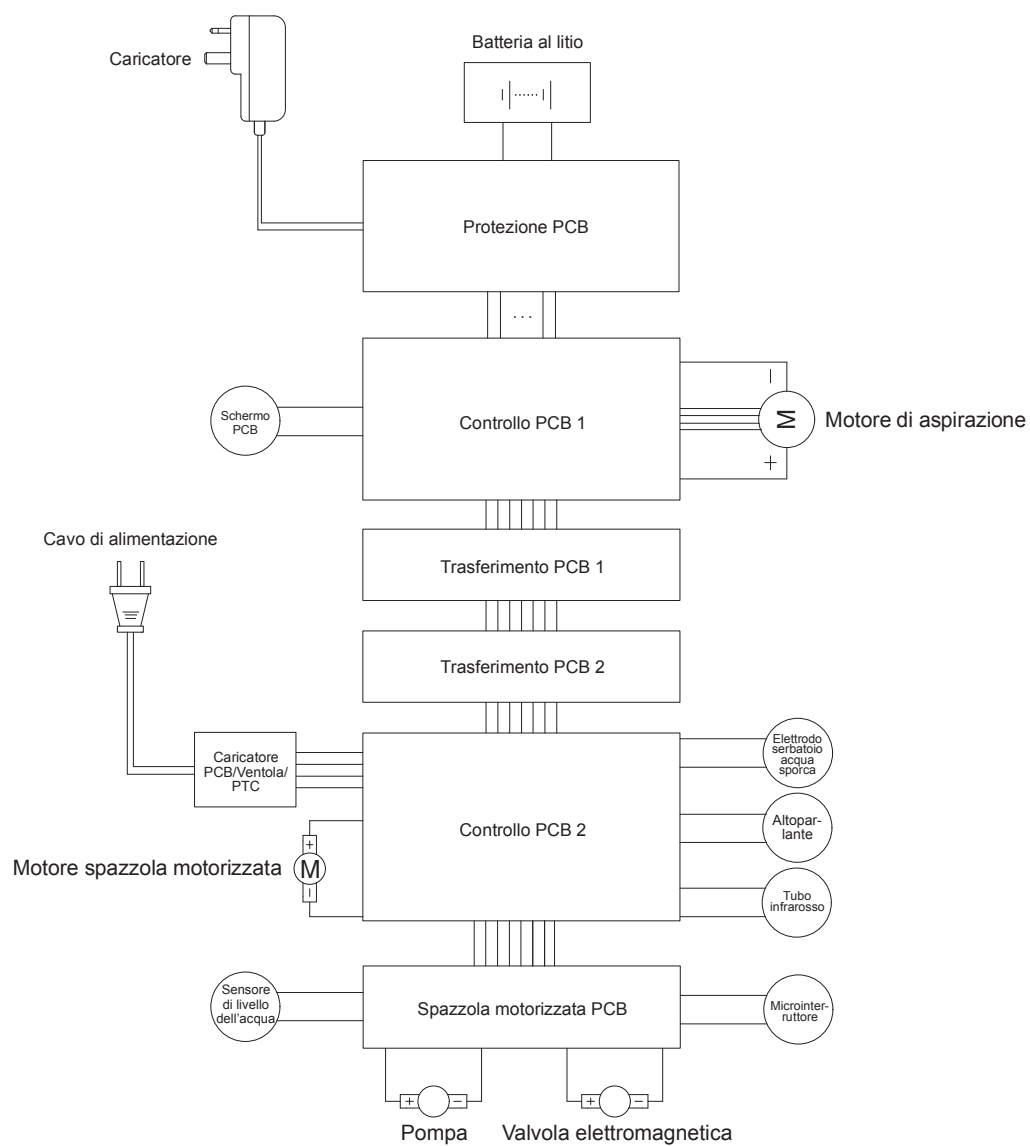 Batteria al litio
Caricatore
Protezione PCB
Schermo
PCB
Controllo PCB 1
M
Motore di aspirazione
Cavo di alimentazione
Trasferimento PCB 1
Trasferimento PCB 2
Caricatore
PCB/Ventola/
PTC
Controllo PCB 2
Elettrodo
serbatoio
acqua
sporca
Altopar-
lante
Motore spazzola motorizzata
M
Tubo
infrarosso
Sensore
di livello
dell'acqua
Spazzola motorizzata PCB
Microinter-
ruttore
Pompa
Valvola elettromagnetica